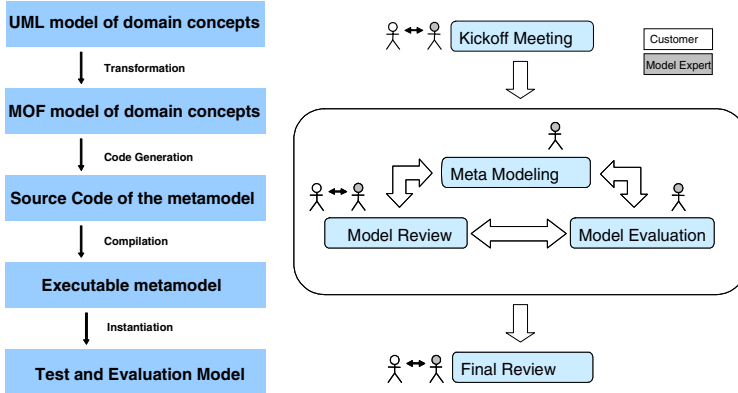 UML model of domain concepts
Transformation
MOF model of domain concepts
Code Generation
Source Code of the metamodel
Compilation
Executable metamodel
Instantiation
Test and Evaluation Model
Kickoff Meeting
Customer
Model Expert
Meta Modeling
Model Review
Model Evaluation
Final Review